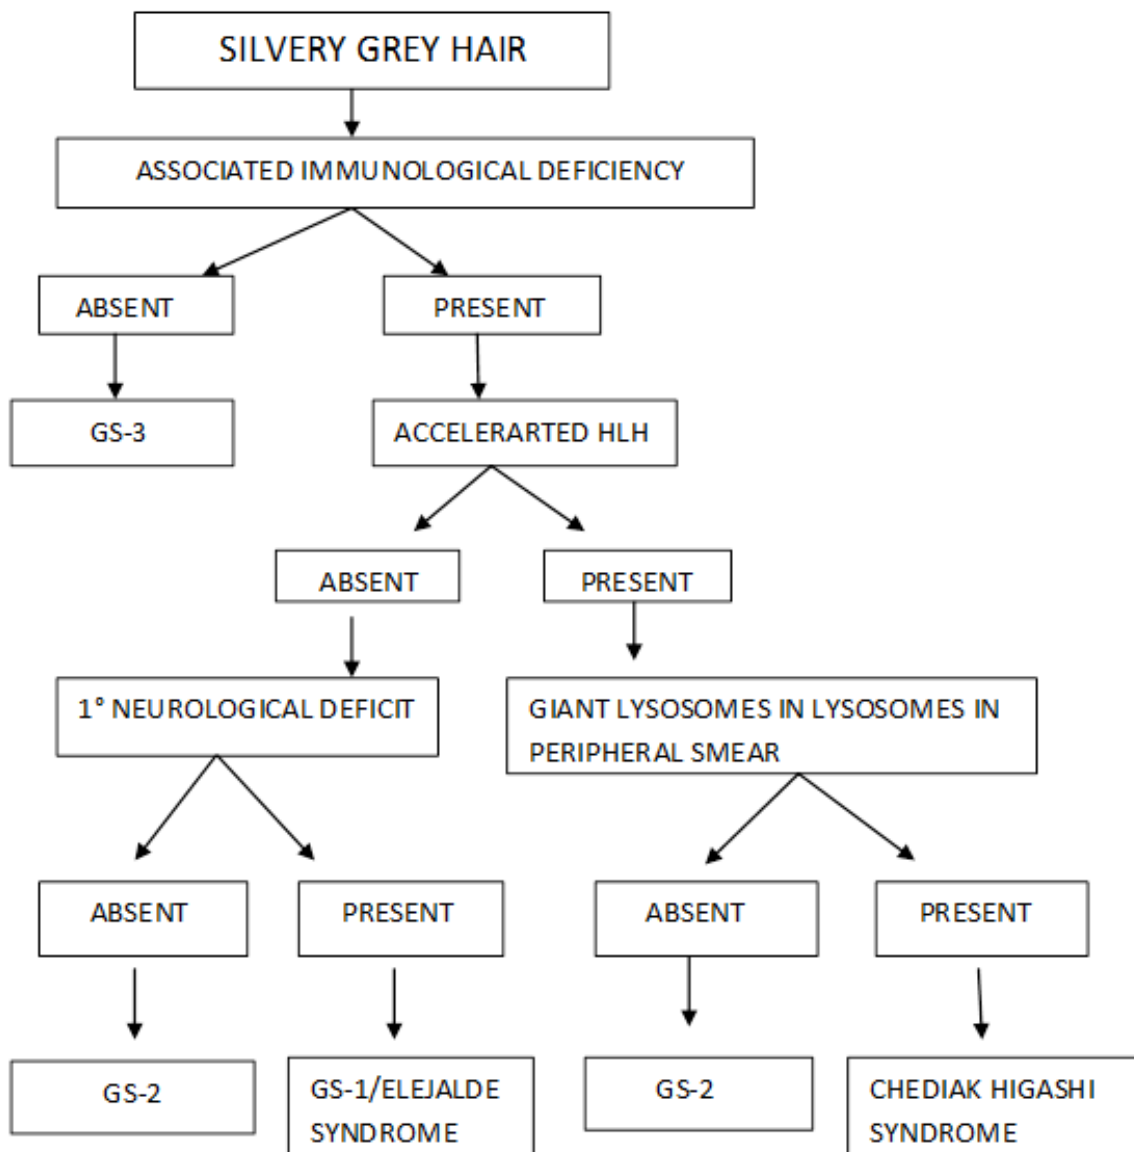 SILVERY GREY HAIR
ASSOCIATED IMMUNOLOGICAL DEFICIENCY
ABSENT
PRESENT
GS-3
ACCELERARTED HLH
ABSENT
PRESENT
1° NEUROLOGICAL DEFICIT
GIANT LYSOSOMES IN LYSOSOMES IN
PERIPHERAL SMEAR
ABSENT
PRESENT
ABSENT
PRESENT
GS-2
GS-1/ELEJALDE
SYNDROME
GS-2
CHEDIAK HIGASHI
SYNDROME